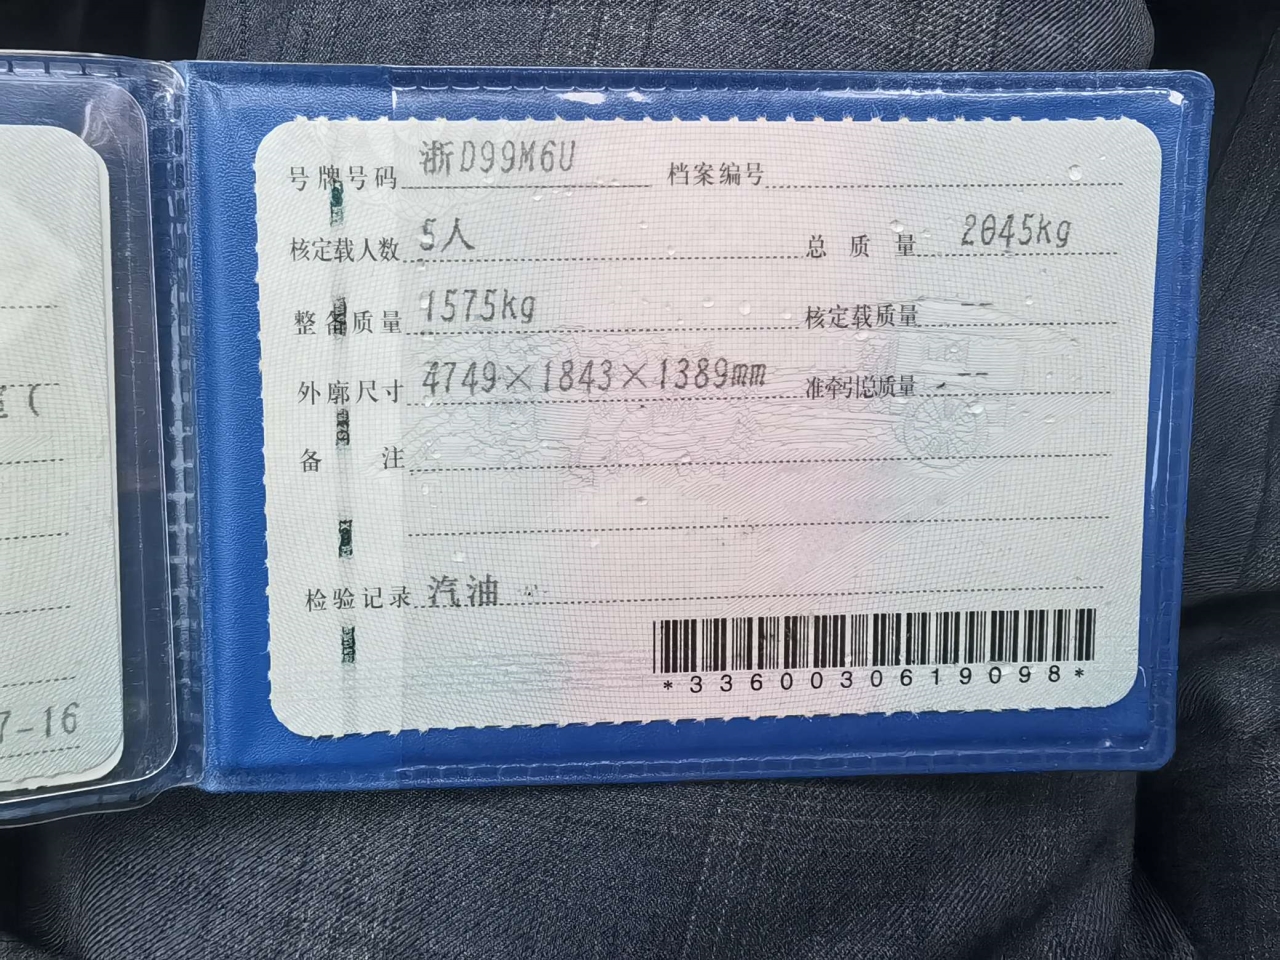 号牌号码 浙D99M6U 档案编号
核定载人数 5人 总质量 2045kg
整备质量 1575kg 核定载质量 --
外廓尺寸 4749×1843×1389mm 准牵引总质量 --
备注
检验记录 汽油
*3360030619098*
7-16